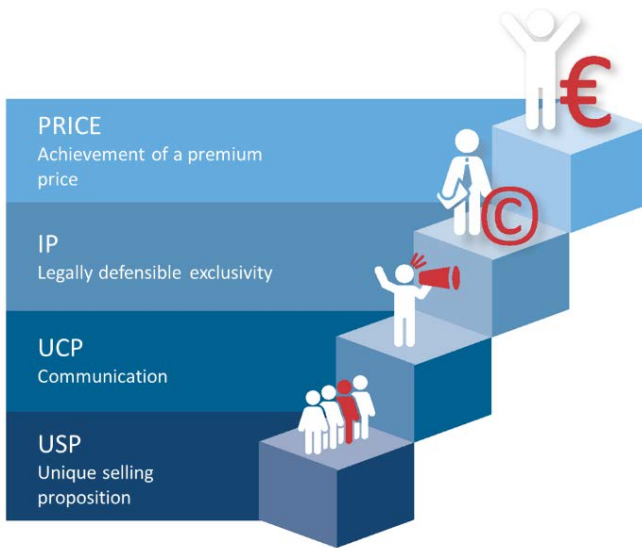 PRICE
Achievement of a premium
price
€
IP
Legally defensible exclusivity
©
UCP
Communication
USP
Unique selling
proposition